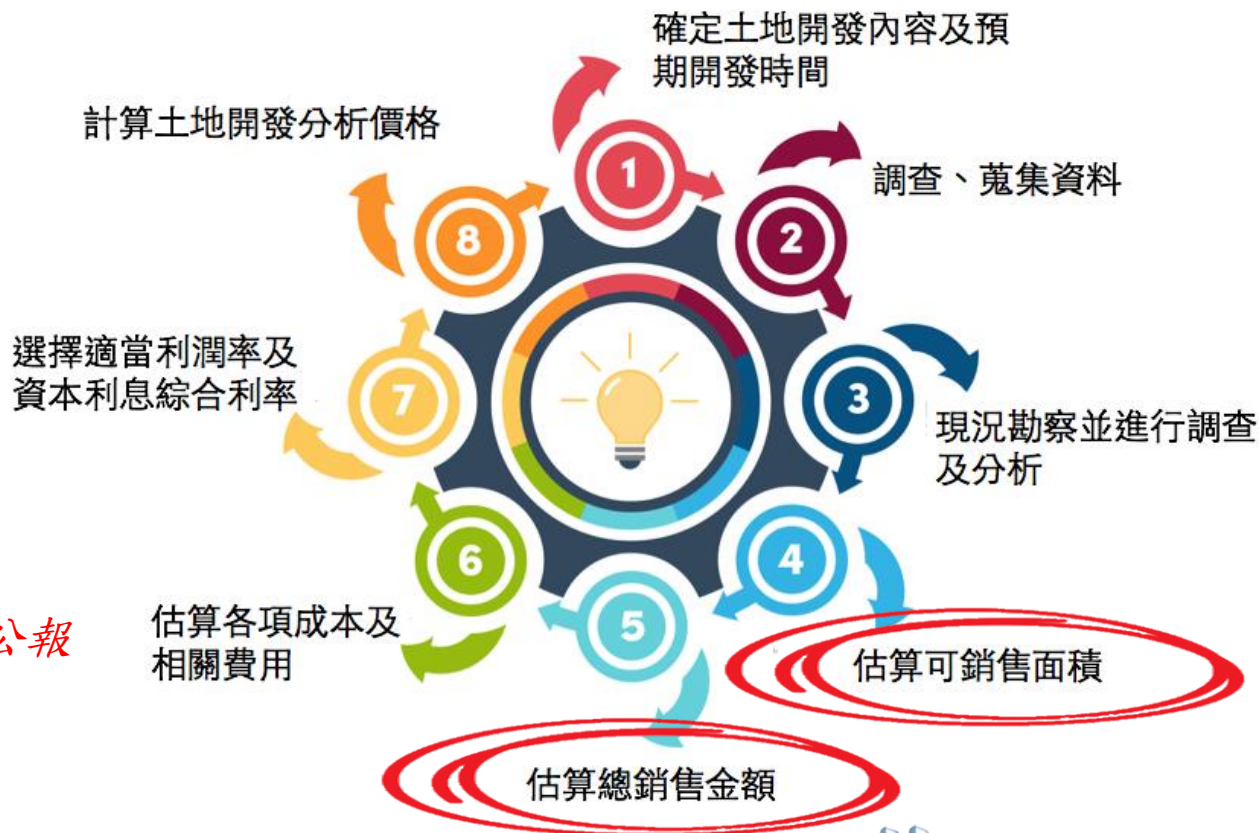 1
確定土地開發內容及預
期開發時間
2
調查、蒐集資料
3
現況勘察並進行調查
及分析
4
估算可銷售面積
5
估算總銷售金額
6
估算各項成本及
相關費用
公報
7
選擇適當利潤率及
資本利息綜合利率
8
計算土地開發分析價格